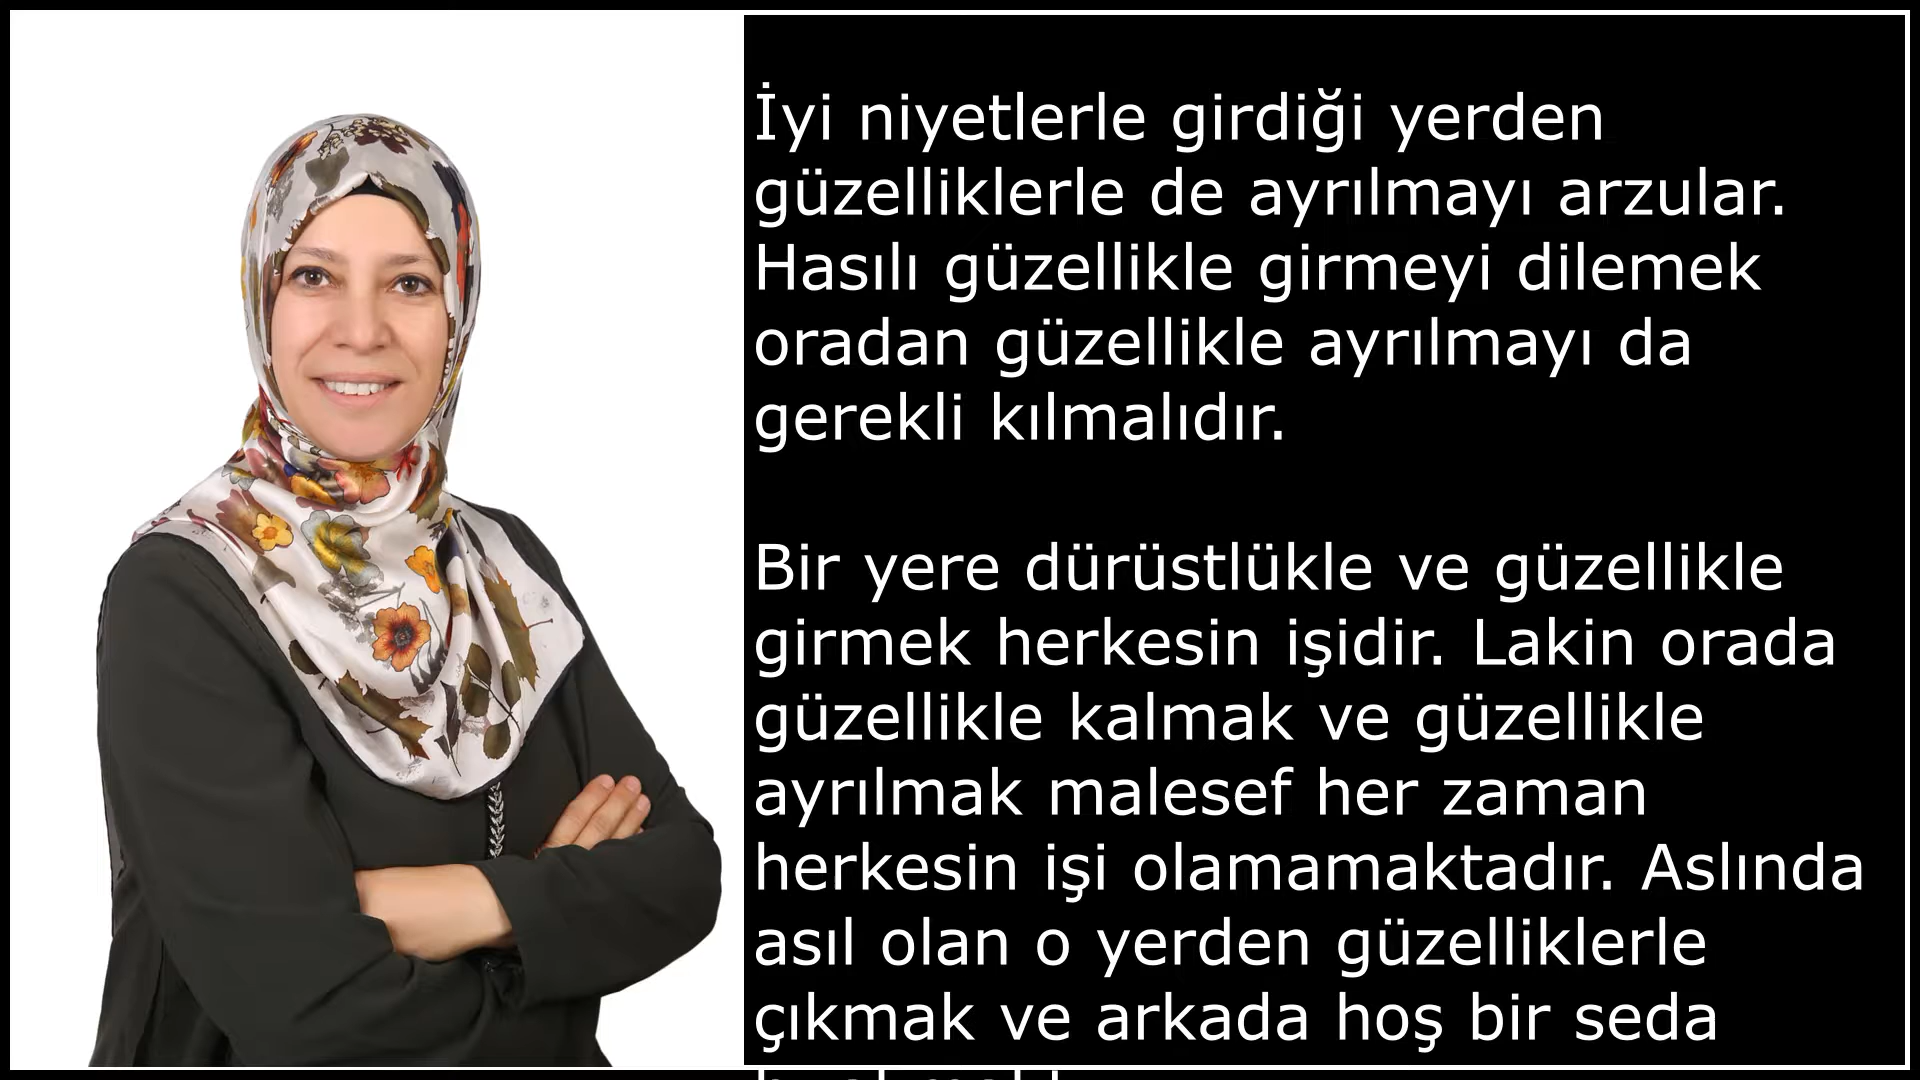 İyi niyetlerle girdiği yerden
güzelliklerle de ayrılmayı arzular.
Hasılı güzellikle girmeyi dilemek
oradan güzellikle ayrılmayı da
gerekli kılmalıdır.
Bir yere dürüstlükle ve güzellikle
girmek herkesin işidir. Lakin orada
güzellikle kalmak ve güzellikle
ayrılmak malesef her zaman
herkesin işi olamamaktadır. Aslında
asıl olan o yerden güzelliklerle
çıkmak ve arkada hoş bir seda